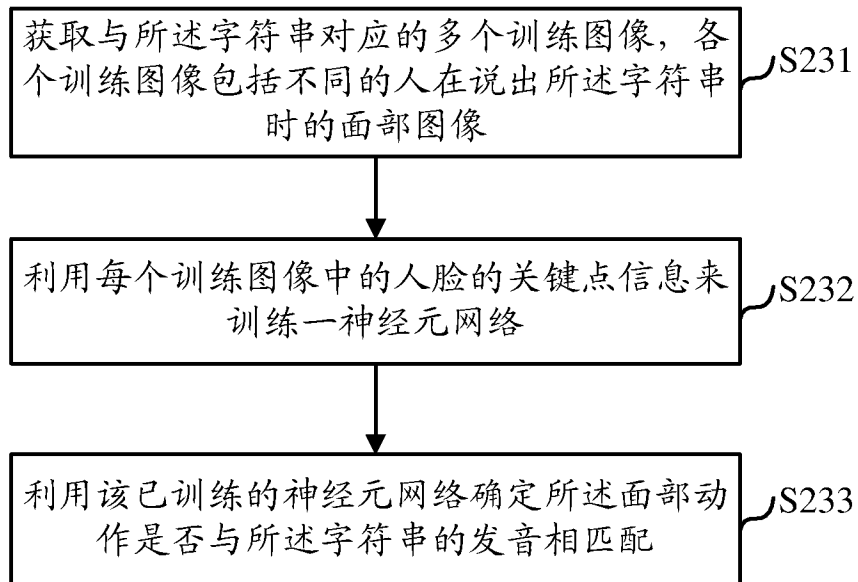 获取与所述字符串对应的多个训练图像，各
个训练图像包括不同的人在说出所述字符串
时的面部图像
S231
利用每个训练图像中的人脸的关键点信息来
训练一神经元网络
S232
利用该已训练的神经元网络确定所述面部动
作是否与所述字符串的发音相匹配
S233